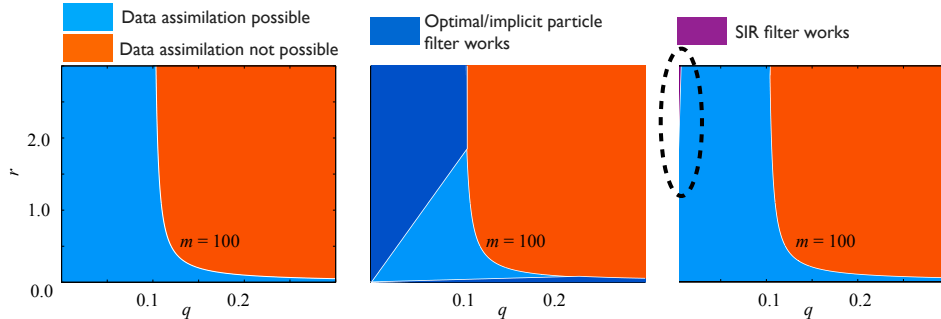 Data assimilation possible
Data assimilation not possible
Optimal/implicit particle
filter works
SIR filter works
r
2.0
1.0
0.0
m = 100
0.1
0.2
q
m = 100
0.1
0.2
q
m = 100
0.1
0.2
q